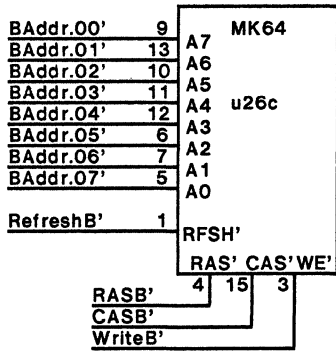 BAddr.00' 9 MK64
BAddr.01' 13 A7
BAddr.02' 10 A6
BAddr.03' 11 A5
BAddr.04' 12 A4 u26c
BAddr.05' 6 A3
BAddr.06' 7 A2
BAddr.07' 5 A1
A0
RefreshB' 1
RFSH'
RAS' CAS' WE'
4 15 3
RASB'
CASB'
WriteB'